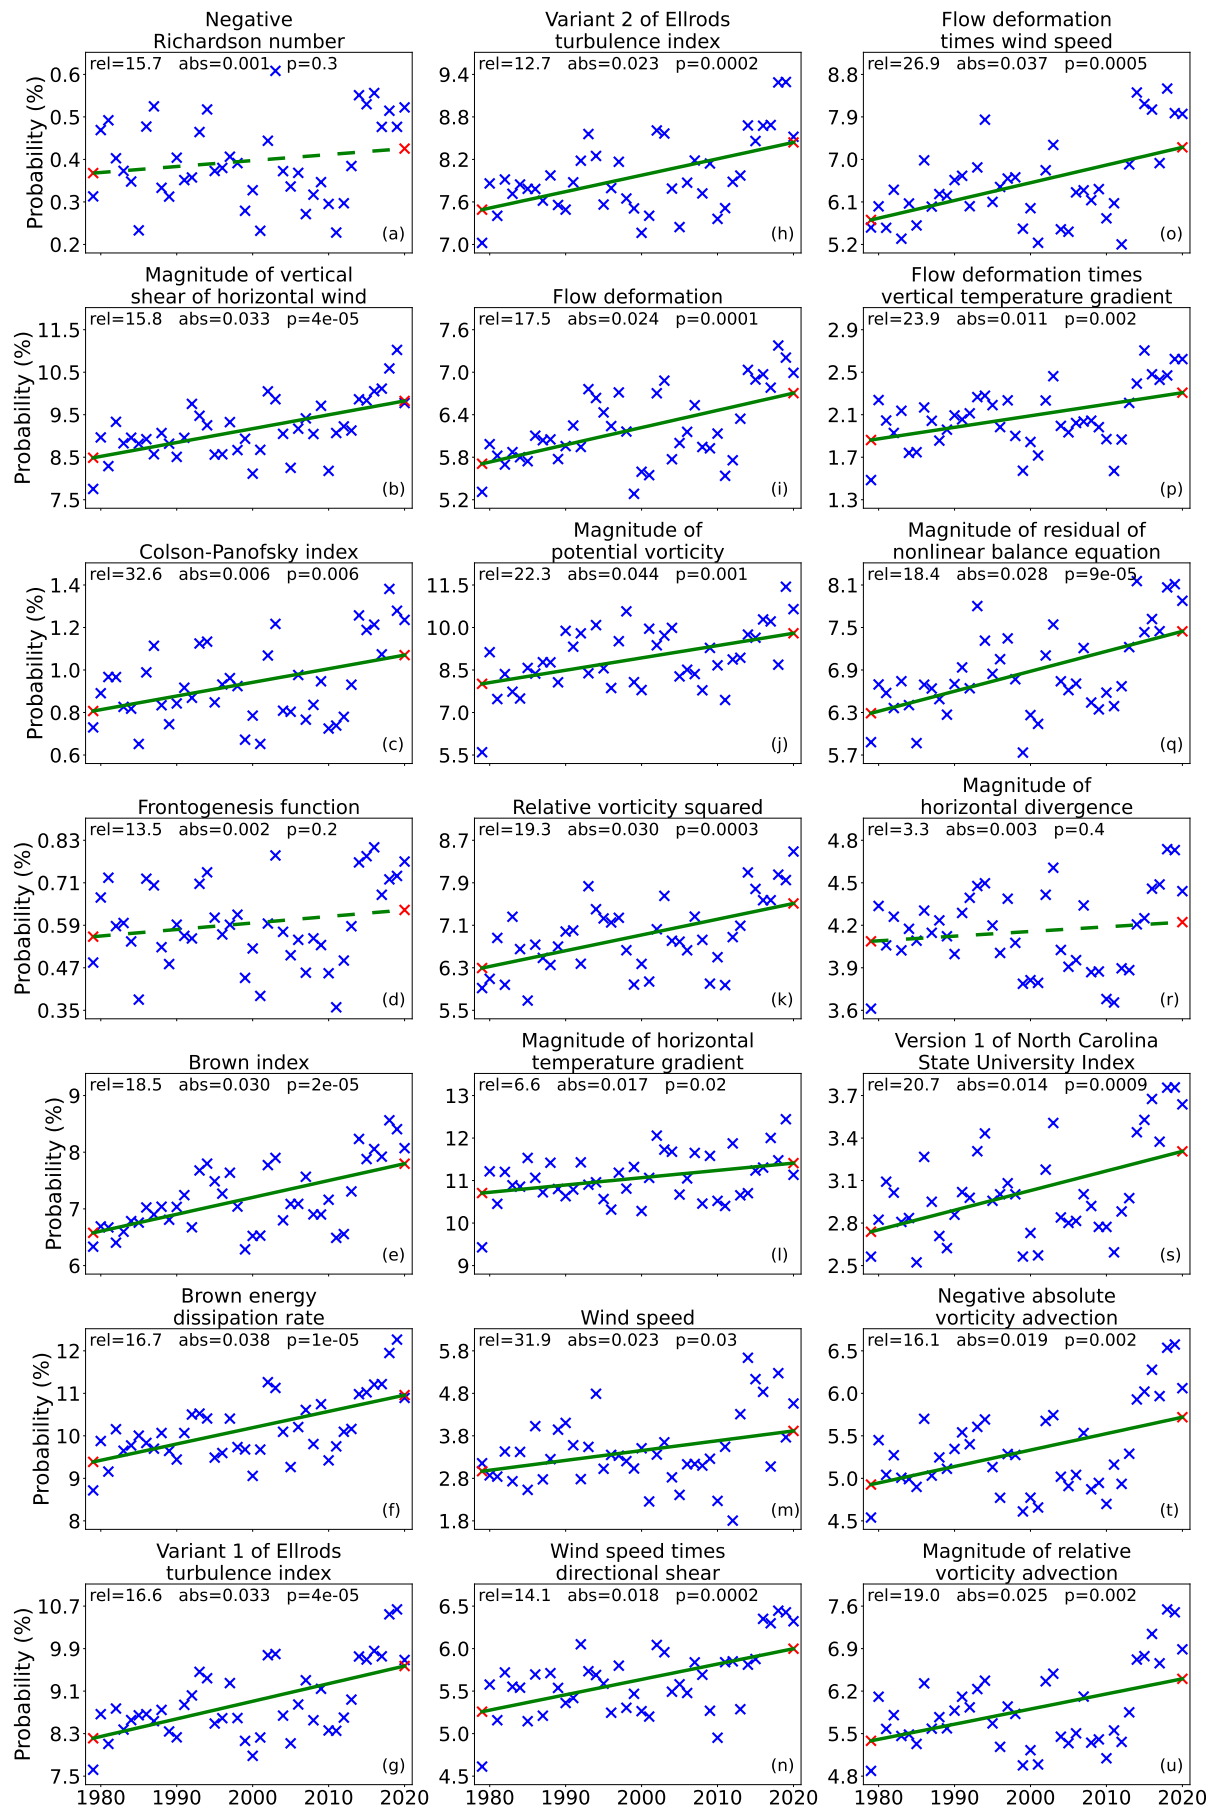 Negative
Richardson number
rel=15.7 abs=0.001 p=0.3
0.6
0.5
0.4
0.3
0.2
Probability (%)
(a)
Variant 2 of Ellrods
turbulence index
rel=12.7 abs=0.023 p=0.0002
9.4
8.8
8.2
7.6
7.0
(h)
Flow deformation
times wind speed
rel=26.9 abs=0.037 p=0.0005
8.8
7.9
7.0
6.1
5.2
(o)
Magnitude of vertical
shear of horizontal wind
rel=15.8 abs=0.033 p=4e-05
11.5
10.5
9.5
8.5
7.5
Probability (%)
(b)
Flow deformation
rel=17.5 abs=0.024 p=0.0001
7.6
7.0
6.4
5.8
5.2
(i)
Flow deformation times
vertical temperature gradient
rel=23.9 abs=0.011 p=0.002
2.9
2.5
2.1
1.7
1.3
(p)
Colson-Panofsky index
rel=32.6 abs=0.006 p=0.006
1.4
1.2
1.0
0.8
0.6
Probability (%)
(c)
Magnitude of
potential vorticity
rel=22.3 abs=0.044 p=0.001
11.5
10.0
8.5
7.0
5.5
(j)
Magnitude of residual of
nonlinear balance equation
rel=18.4 abs=0.028 p=9e-05
8.1
7.5
6.9
6.3
5.7
(q)
Frontogenesis function
rel=13.5 abs=0.002 p=0.2
0.83
0.71
0.59
0.47
0.35
Probability (%)
(d)
Relative vorticity squared
rel=19.3 abs=0.030 p=0.0003
8.7
7.9
7.1
6.3
5.5
(k)
Magnitude of
horizontal divergence
rel=3.3 abs=0.003 p=0.4
4.8
4.5
4.2
3.9
3.6
(r)
Brown index
rel=18.5 abs=0.030 p=2e-05
9
8
7
6
Probability (%)
(e)
Magnitude of horizontal
temperature gradient
rel=6.6 abs=0.017 p=0.02
13
12
11
10
9
(l)
Version 1 of North Carolina
State University Index
rel=20.7 abs=0.014 p=0.0009
3.7
3.4
3.1
2.8
2.5
(s)
Brown energy
dissipation rate
rel=16.7 abs=0.038 p=1e-05
12
11
10
9
8
Probability (%)
(f)
Wind speed
rel=31.9 abs=0.023 p=0.03
5.8
4.8
3.8
2.8
1.8
(m)
Negative absolute
vorticity advection
rel=16.1 abs=0.019 p=0.002
6.5
6.0
5.5
5.0
4.5
(t)
Variant 1 of Ellrods
turbulence index
rel=16.6 abs=0.033 p=4e-05
10.7
9.9
9.1
8.3
7.5
Probability (%)
(g)
1980 1990 2000 2010 2020
Wind speed times
directional shear
rel=14.1 abs=0.018 p=0.0002
6.5
6.0
5.5
5.0
4.5
(n)
1980 1990 2000 2010 2020
Magnitude of relative
vorticity advection
rel=19.0 abs=0.025 p=0.002
7.6
6.9
6.2
5.5
4.8
(u)
1980 1990 2000 2010 2020